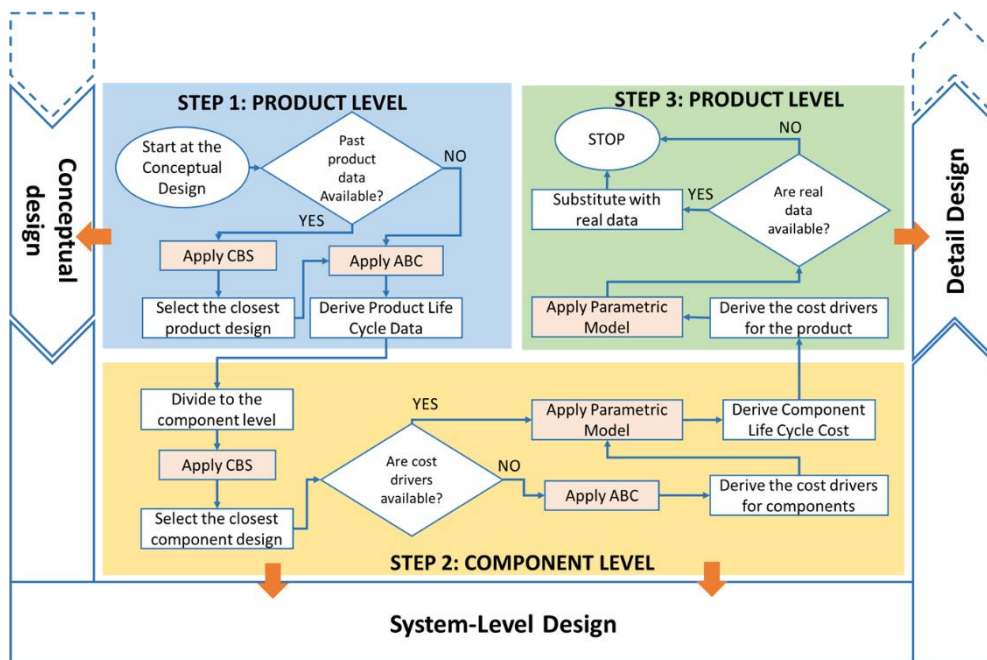 STEP 1: PRODUCT LEVEL
Start at the
Conceptual
Design
Past
product
data
Available?
NO
YES
Apply CBS
Apply ABC
Select the closest
product design
Derive Product Life
Cycle Data
STEP 3: PRODUCT LEVEL
STOP
NO
YES
Substitute with
real data
Are real
data
available?
Apply Parametric
Model
Derive the cost drivers
for the product
Conceptual
design
Detail Design
Divide to the
component level
Apply CBS
Select the closest
component design
YES
Are cost
drivers
available?
NO
Apply Parametric
Model
Derive Component
Life Cycle Cost
Apply ABC
Derive the cost drivers
for components
STEP 2: COMPONENT LEVEL
System-Level Design